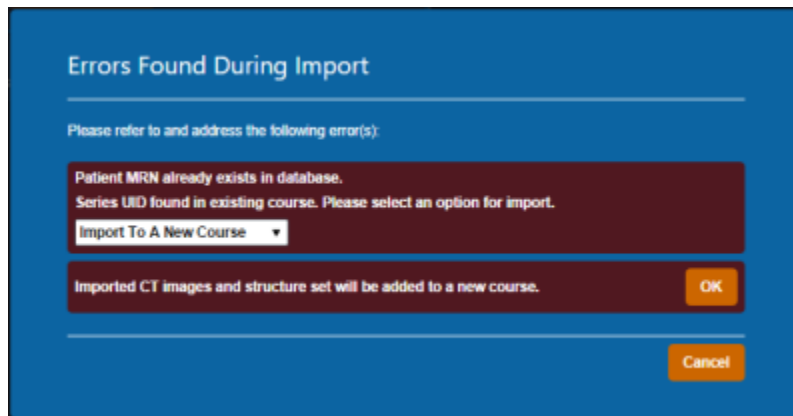 Errors Found During Import
Please refer to and address the following error(s):
Patient MRN already exists in database.
Series UID found in existing course. Please select an option for import.
Import To A New Course
Imported CT images and structure set will be added to a new course.
OK
Cancel